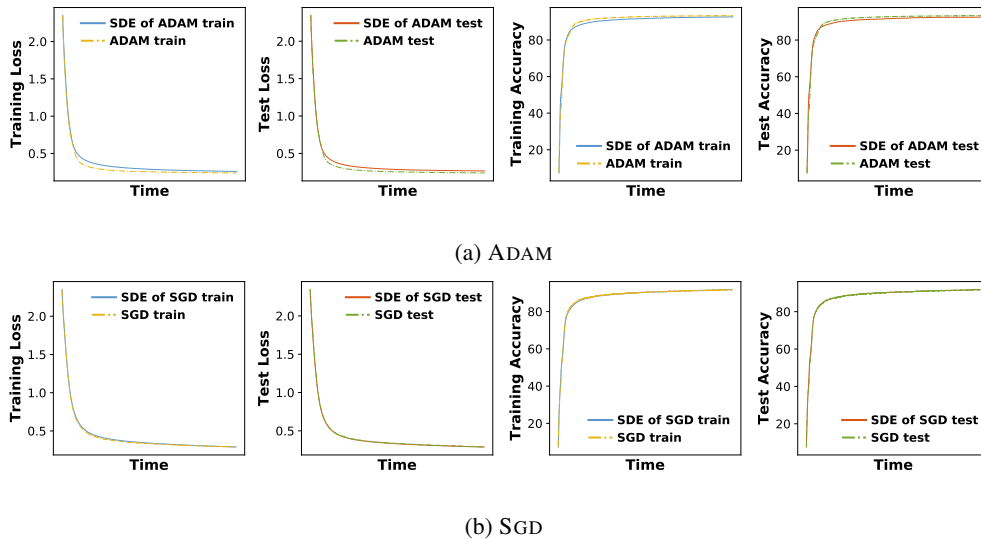 Training Loss
2.0
1.5
1.0
0.5
SDE of ADAM train
ADAM train
Time
Test Loss
2.0
1.5
1.0
0.5
SDE of ADAM test
ADAM test
Time
Training Accuracy
80
60
40
20
SDE of ADAM train
ADAM train
Time
Test Accuracy
80
60
40
20
SDE of ADAM test
ADAM test
Time
(a) ADAM
Training Loss
2.0
1.5
1.0
0.5
SDE of SGD train
SGD train
Time
Test Loss
2.0
1.5
1.0
0.5
SDE of SGD test
SGD test
Time
Training Accuracy
80
60
40
20
SDE of SGD train
SGD train
Time
Test Accuracy
80
60
40
20
SDE of SGD test
SGD test
Time
(b) SGD